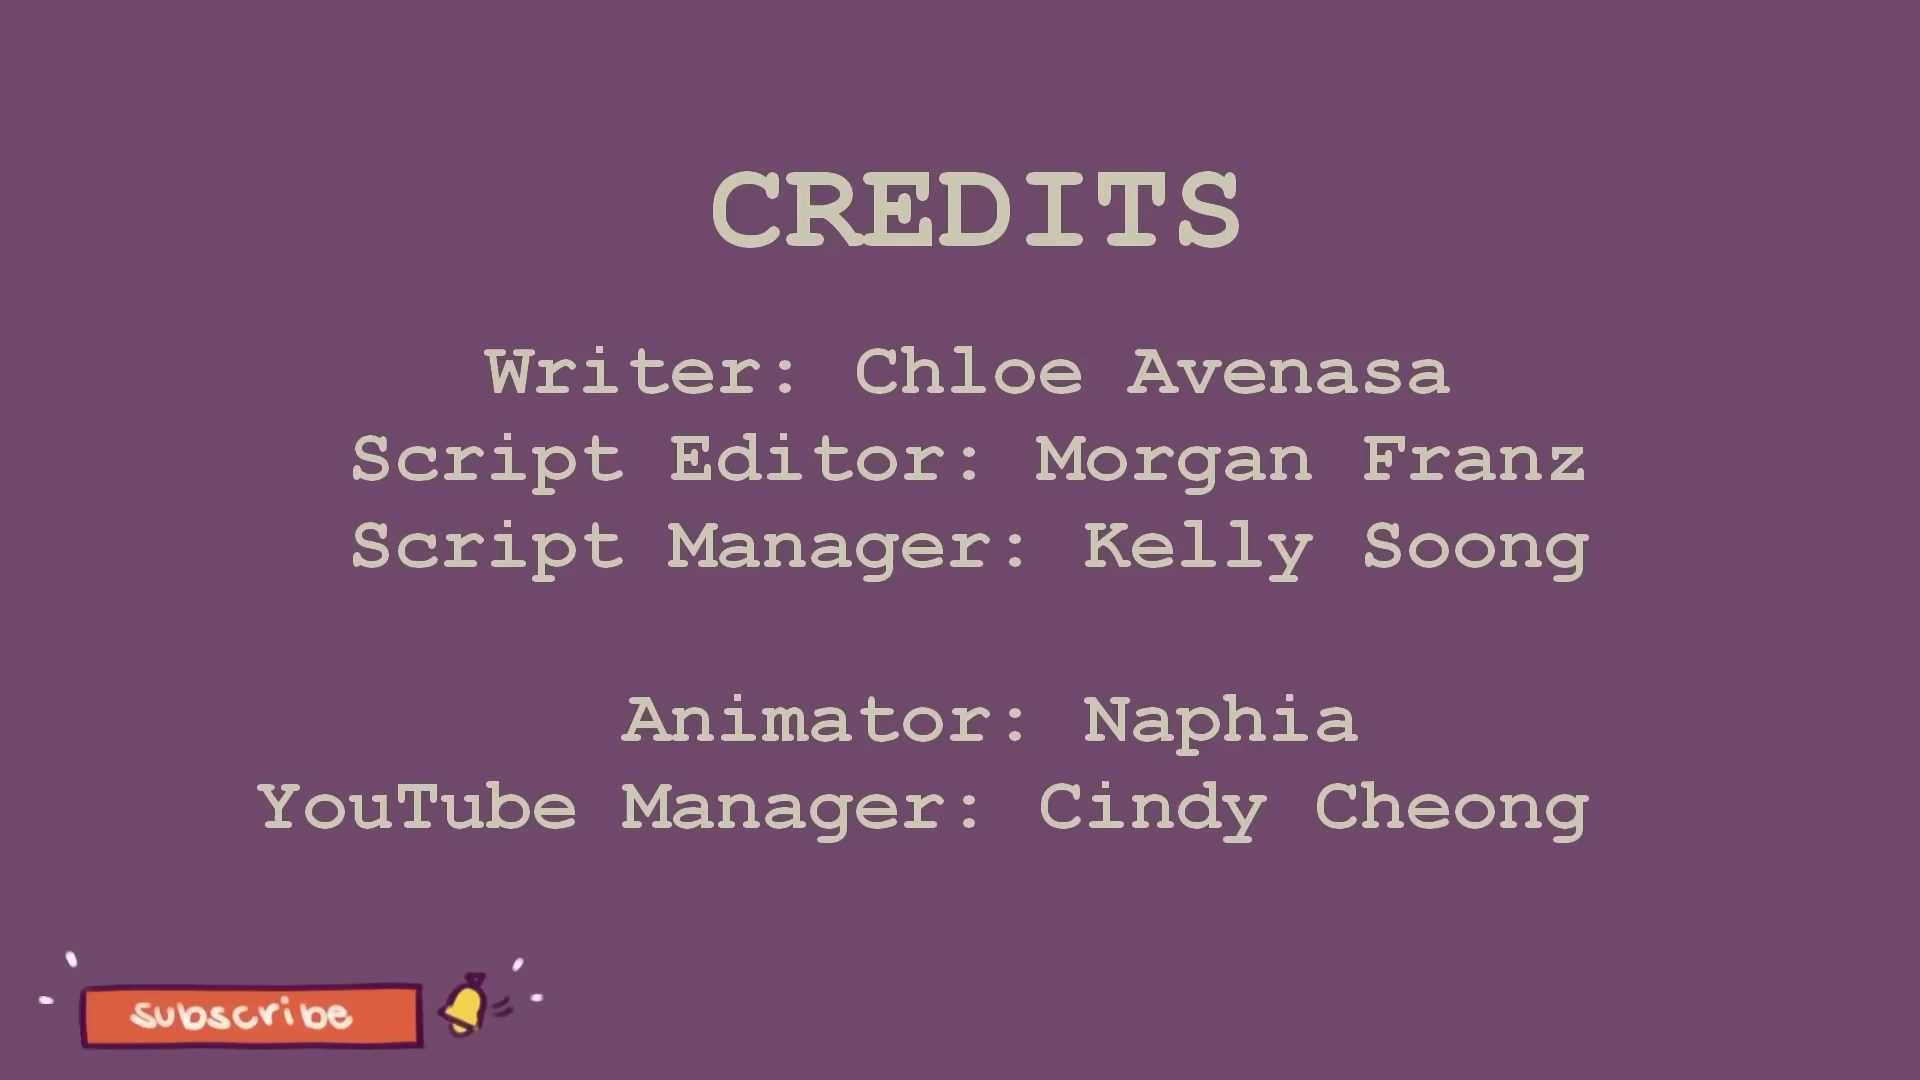 CREDITS
Writer: Chloe Avenasa
Script Editor: Morgan Franz
Script Manager: Kelly Soong
Animator: Naphia
YouTube Manager: Cindy Cheong
subscribe